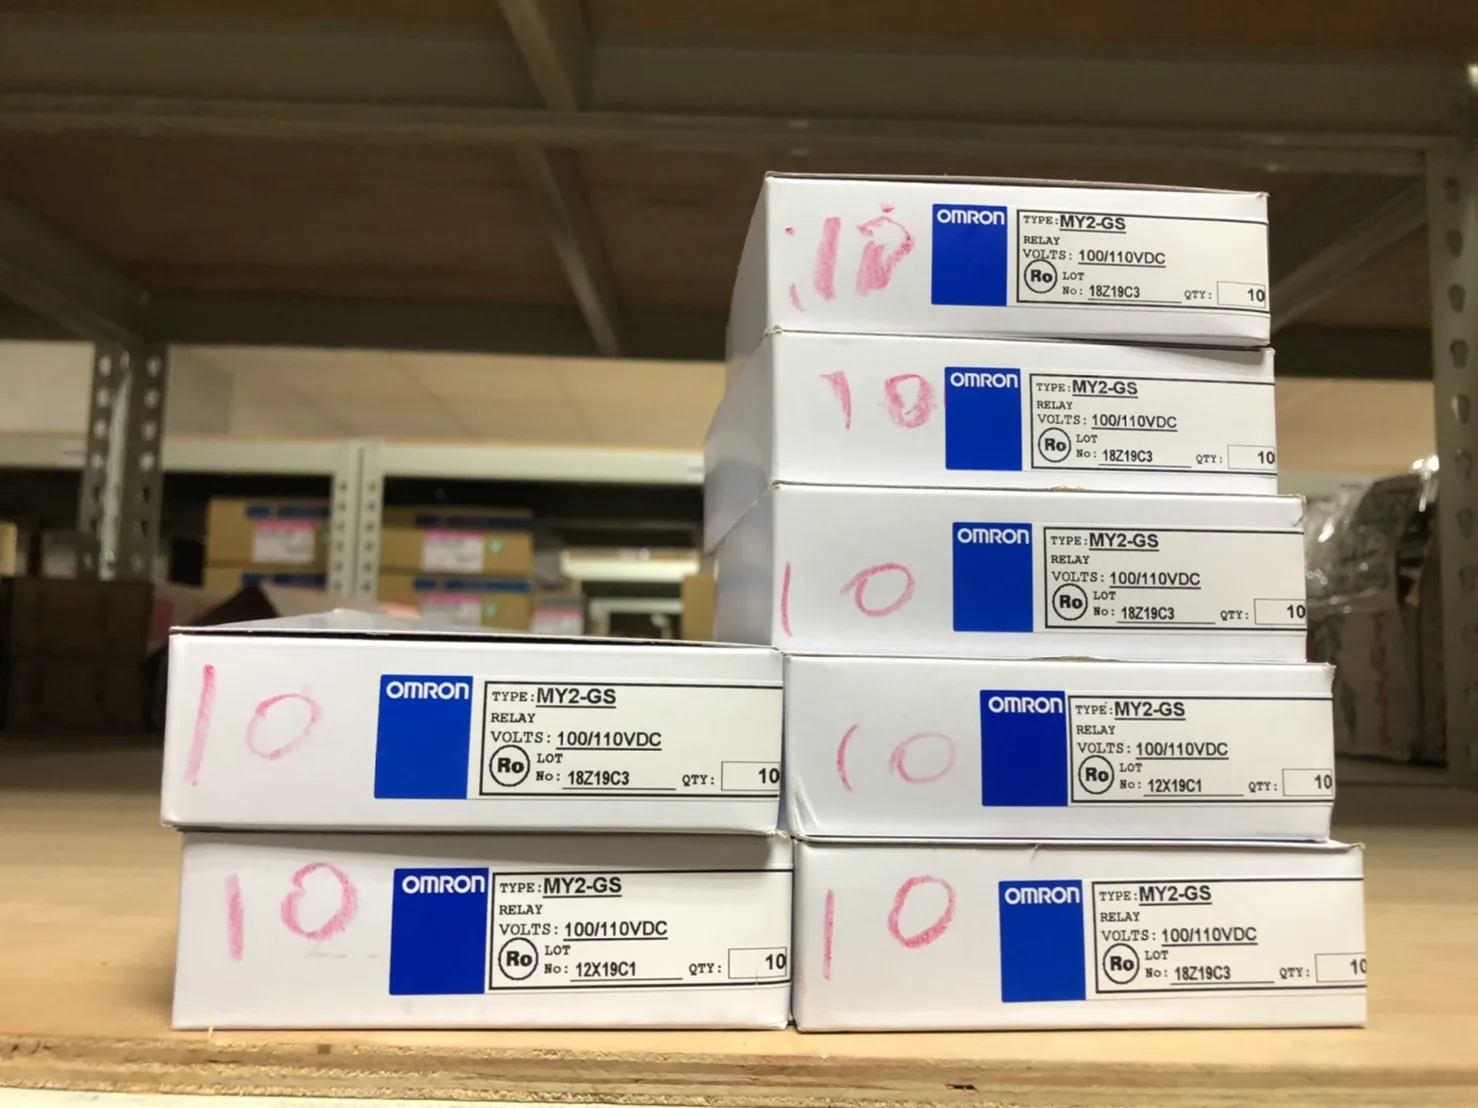 10
OMRON
TYPE: MY2-GS
RELAY
VOLTS: 100/110VDC
Ro
LOT
No: 18Z19C3 QTY: 10
10
OMRON
TYPE: MY2-GS
RELAY
VOLTS: 100/110VDC
Ro
LOT
No: 18Z19C3 QTY: 10
10
OMRON
TYPE: MY2-GS
RELAY
VOLTS: 100/110VDC
Ro
LOT
No: 18Z19C3 QTY: 10
10
OMRON
TYPE: MY2-GS
RELAY
VOLTS: 100/110VDC
Ro
LOT
No: 18Z19C3 QTY: 10
10
OMRON
TYPE: MY2-GS
RELAY
VOLTS: 100/110VDC
Ro
LOT
No: 12X19C1 QTY: 10
10
OMRON
TYPE: MY2-GS
RELAY
VOLTS: 100/110VDC
Ro
LOT
No: 12X19C1 QTY: 10
10
OMRON
TYPE: MY2-GS
RELAY
VOLTS: 100/110VDC
Ro
LOT
No: 18Z19C3 QTY: 10